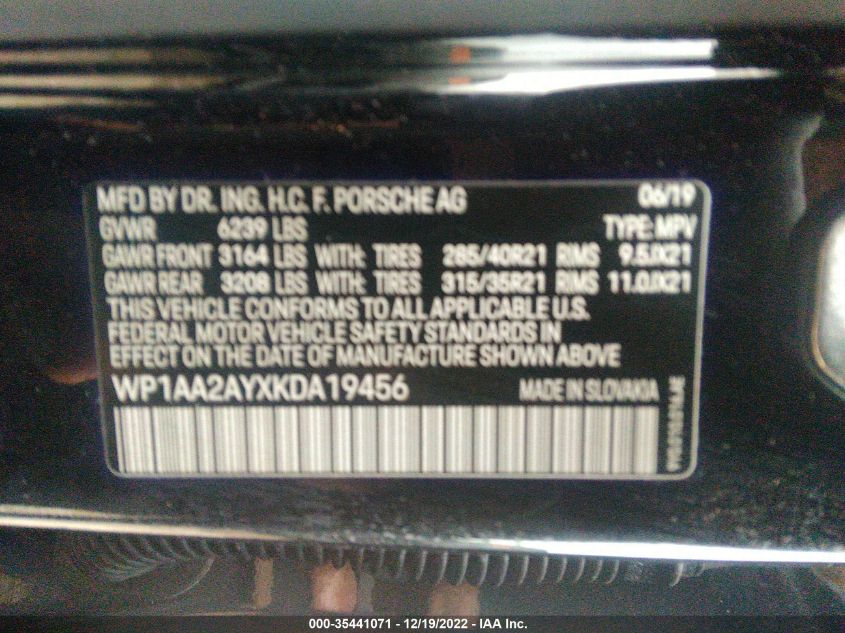 MFD BY DR. ING. H.C. F. PORSCHE AG 06/19
GVWR 6239 LBS TYPE: MPV
GAWR FRONT 3164 LBS WITH: TIRES 285/40R21 RIMS 9.5JX21
GAWR REAR 3208 LBS WITH: TIRES 315/35R21 RIMS 11.0JX21
THIS VEHICLE CONFORMS TO ALL APPLICABLE U.S.
FEDERAL MOTOR VEHICLE SAFETY STANDARDS IN
EFFECT ON THE DATE OF MANUFACTURE SHOWN ABOVE
WP1AA2AYXKDA19456 MADE IN SLOVAKIA
000-35441071 - 12/19/2022 - IAA Inc.